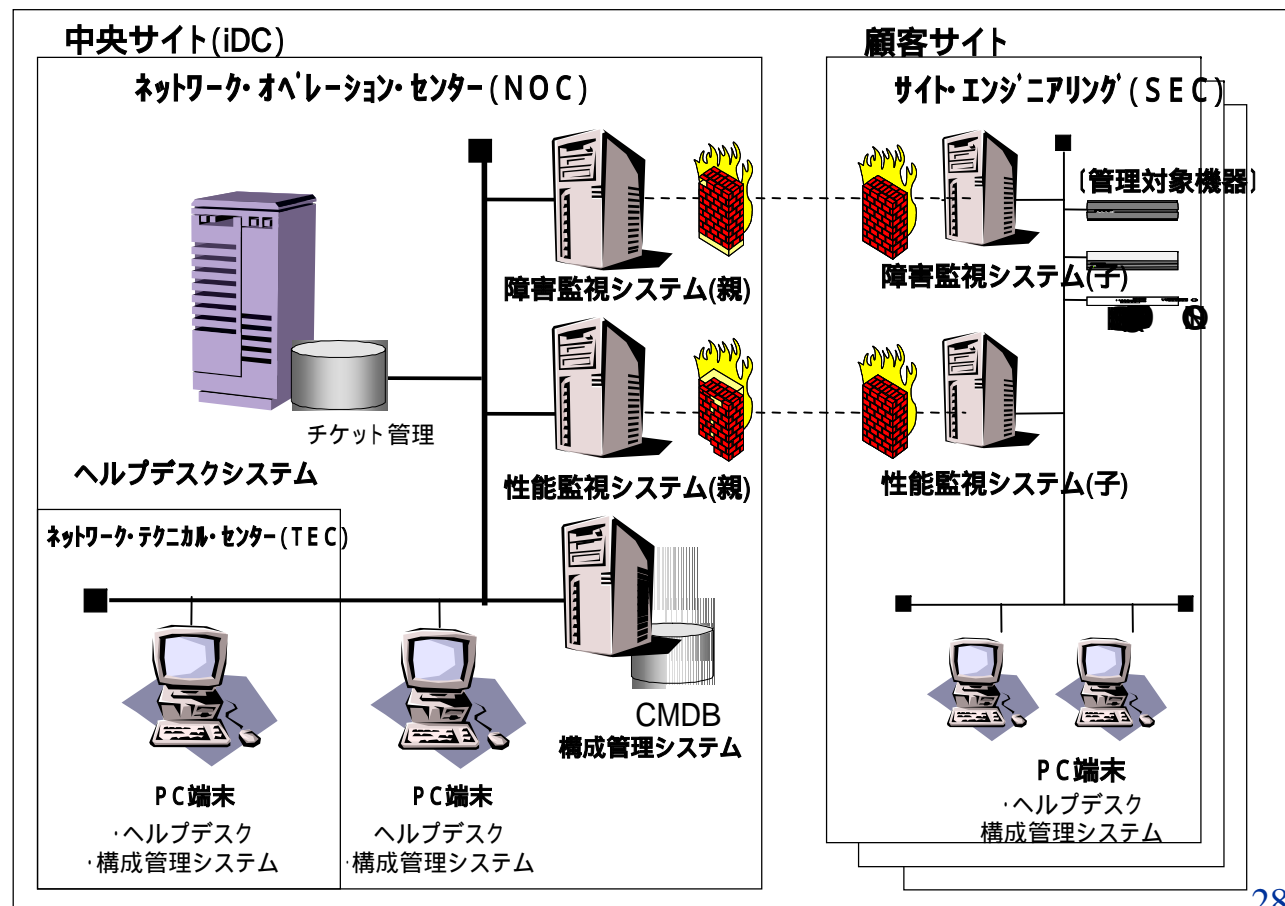 中央サイト(iDC)
ネットワーク・オペレーション・センター(NOC)
障害監視システム(親)
チケット管理
ヘルプデスクシステム
性能監視システム(親)
ネットワーク・テクニカル・センター(TEC)
CMDB
構成管理システム
PC端末
・ヘルプデスク
・構成管理システム
PC端末
ヘルプデスク
・構成管理システム
顧客サイト
サイト・エンジニアリング(SEC)
〔管理対象機器〕
障害監視システム(子)
性能監視システム(子)
PC端末
・ヘルプデスク
構成管理システム
28